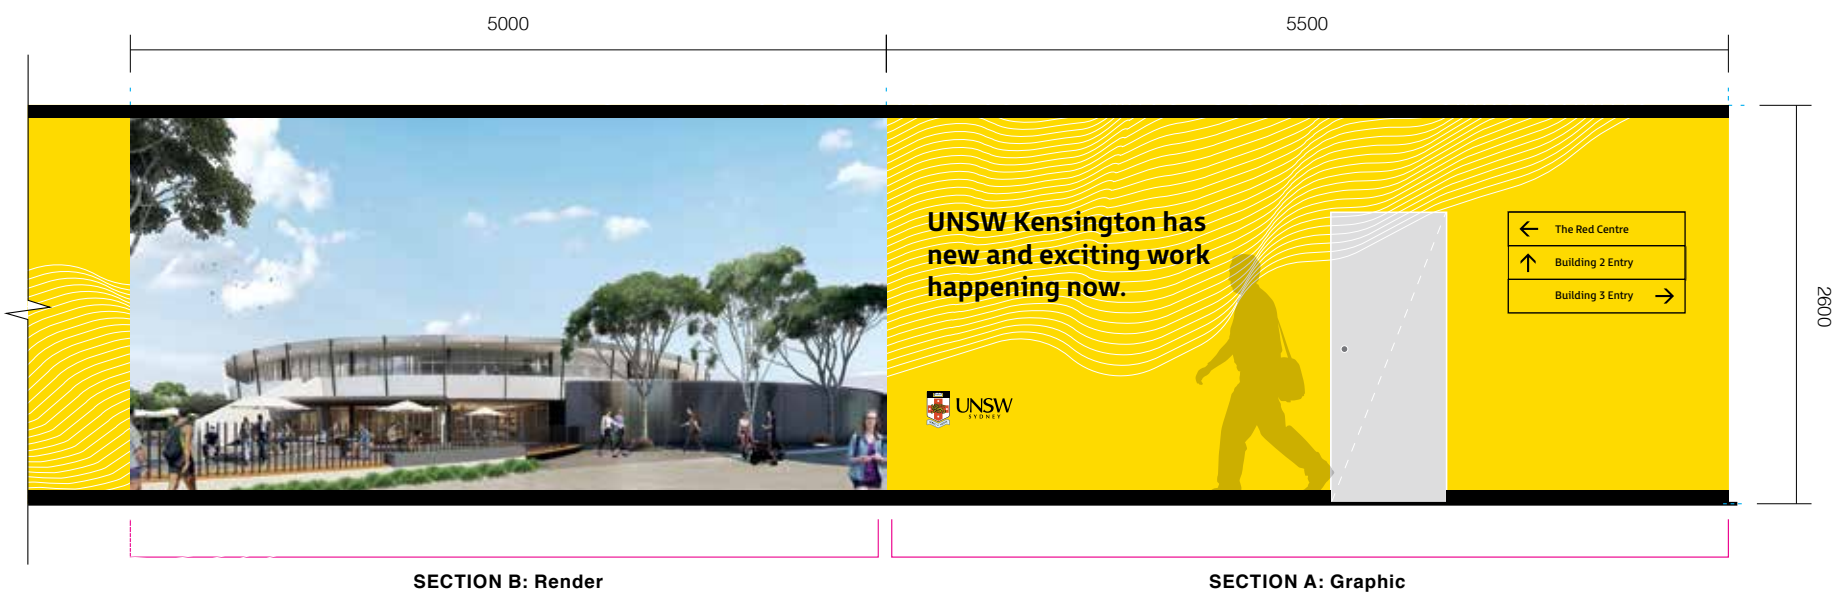 5000
5500
UNSW Kensington has
new and exciting work
happening now.
The Red Centre
Building 2 Entry
Building 3 Entry
2600
UNSW
SYDNEY
SECTION B: Render
SECTION A: Graphic